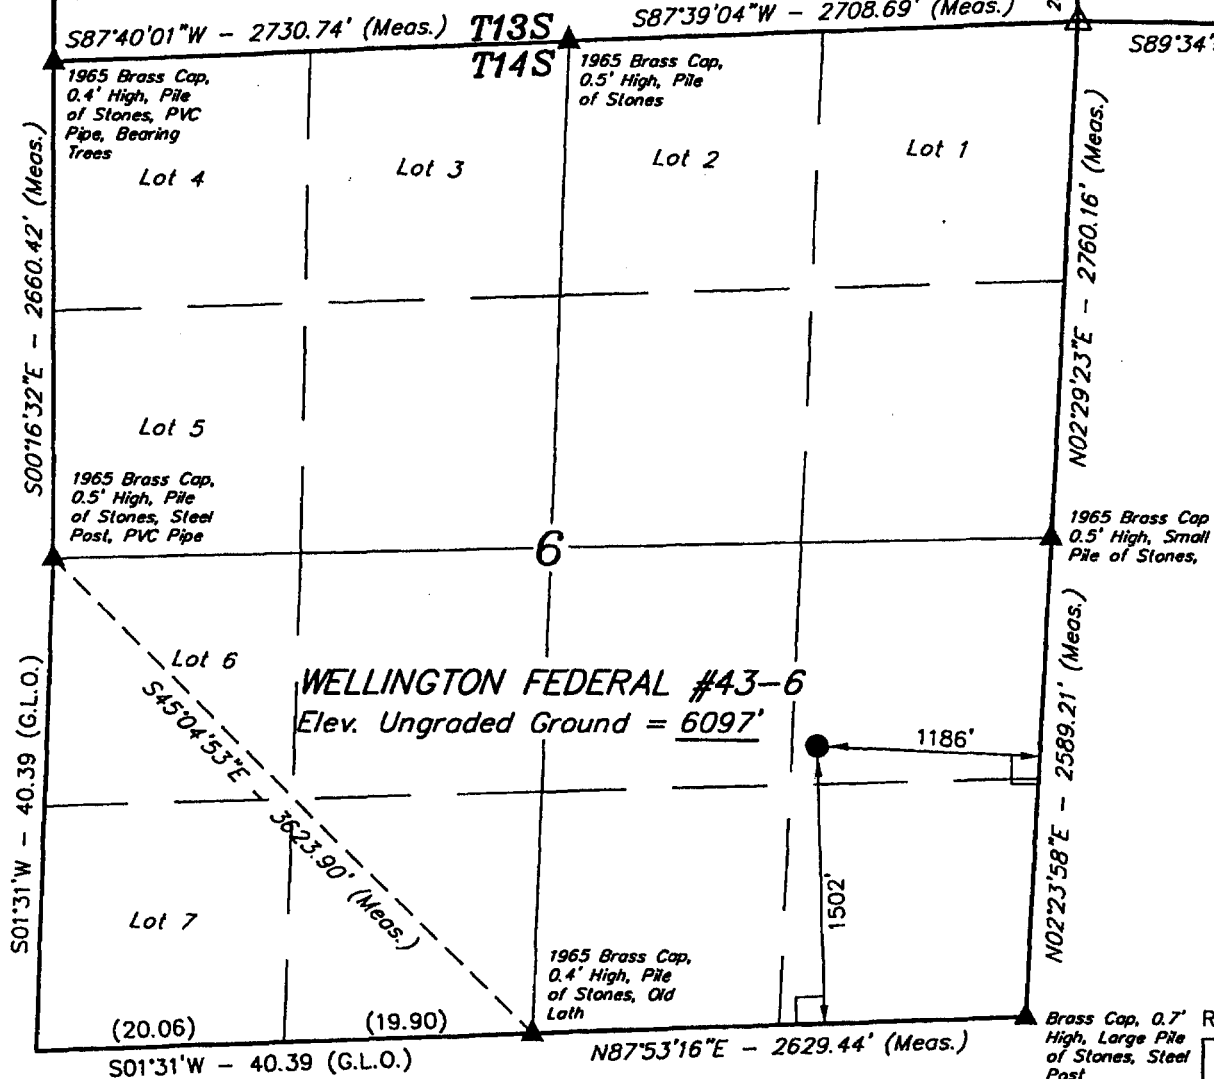 S87°40'01"W - 2730.74' (Meas.)
T13S
S87°39'04"W - 2708.69' (Meas.)
2
T14S
S89°34'
1965 Brass Cap,
0.4' High, Pile
of Stones, PVC
Pipe, Bearing
Trees
1965 Brass Cap,
0.5' High, Pile
of Stones
Lot 4
Lot 3
Lot 2
Lot 1
S00°16'32"E - 2660.42' (Meas.)
N02°29'23"E - 2760.16' (Meas.)
Lot 5
1965 Brass Cap,
0.5' High, Pile
of Stones, Steel
Post, PVC Pipe
6
1965 Brass Cap
0.5' High, Small
Pile of Stones,
Lot 6
WELLINGTON FEDERAL #43-6
Elev. Ungraded Ground = 6097'
S45°04'53"E - 3623.90' (Meas.)
1186'
1502'
S01°31'W - 40.39 (G.L.O.)
N02°23'58"E - 2589.21' (Meas.)
Lot 7
1965 Brass Cap,
0.4' High, Pile
of Stones, Old
Lath
(20.06)
(19.90)
S01°31'W - 40.39 (G.L.O.)
N87°53'16"E - 2629.44' (Meas.)
Brass Cap, 0.7'
High, Large Pile
of Stones, Steel
Post
R